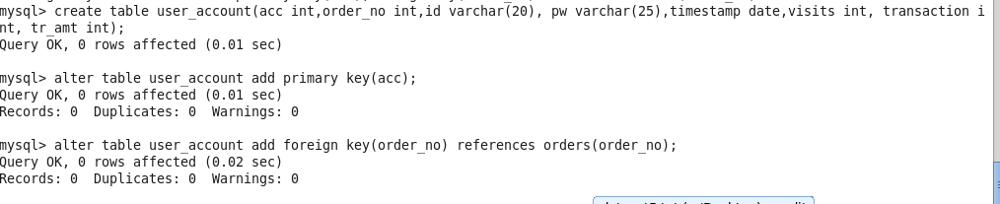 mysql> create table user_account(acc int,order_no int,id varchar(20), pw varchar(25),timestamp date,visits int, transaction i
nt, tr_amt int);
Query OK, 0 rows affected (0.01 sec)
mysql> alter table user_account add primary key(acc);
Query OK, 0 rows affected (0.01 sec)
Records: 0  Duplicates: 0  Warnings: 0
mysql> alter table user_account add foreign key(order_no) references orders(order_no);
Query OK, 0 rows affected (0.02 sec)
Records: 0  Duplicates: 0  Warnings: 0